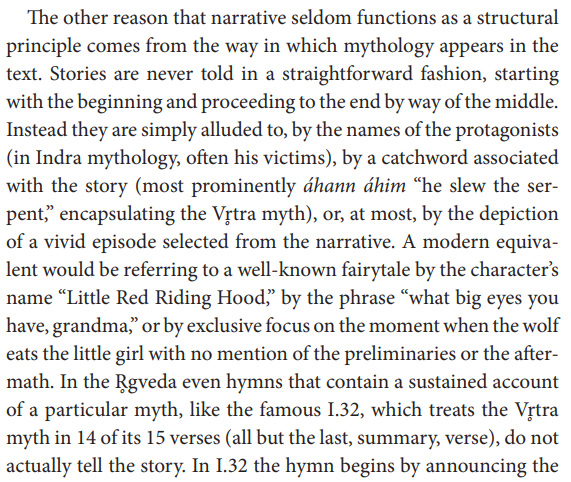 The other reason that narrative seldom functions as a structural
principle comes from the way in which mythology appears in the
text. Stories are never told in a straightforward fashion, starting
with the beginning and proceeding to the end by way of the middle.
Instead they are simply alluded to, by the names of the protagonists
(in Indra mythology, often his victims), by a catchword associated
with the story (most prominently áhann áhim “he slew the ser-
pent,” encapsulating the Vr̥tra myth), or, at most, by the depiction
of a vivid episode selected from the narrative. A modern equiva-
lent would be referring to a well-known fairytale by the character’s
name “Little Red Riding Hood,” by the phrase “what big eyes you
have, grandma,” or by exclusive focus on the moment when the wolf
eats the little girl with no mention of the preliminaries or the after-
math. In the R̥gveda even hymns that contain a sustained account
of a particular myth, like the famous I.32, which treats the Vr̥tra
myth in 14 of its 15 verses (all but the last, summary, verse), do not
actually tell the story. In I.32 the hymn begins by announcing the